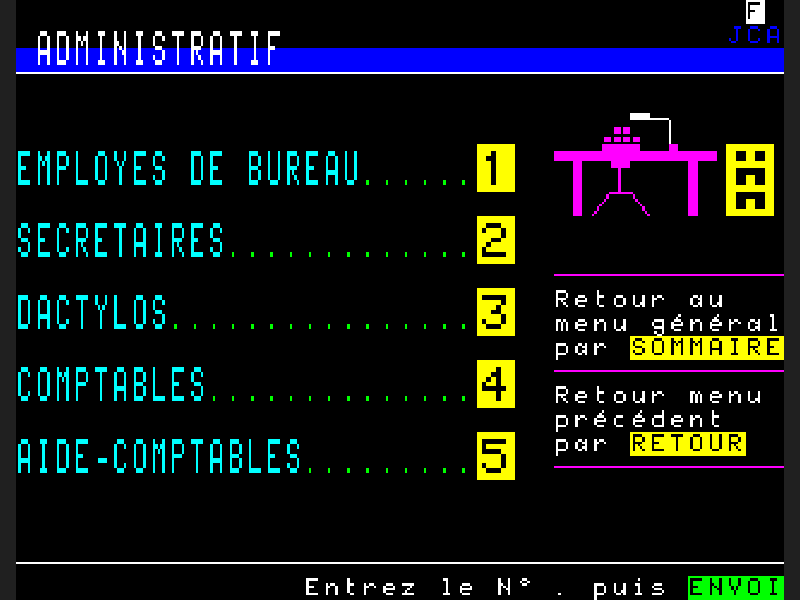 F
JCA
ADMINISTRATIF
EMPLOYES DE BUREAU......1
SECRETAIRES.............2
DACTYLOS................3
COMPTABLES..............4
AIDE-COMPTABLES.........5
Retour au
menu général
par SOMMAIRE
Retour menu
précédent
par RETOUR
Entrez le N° . puis ENVOI